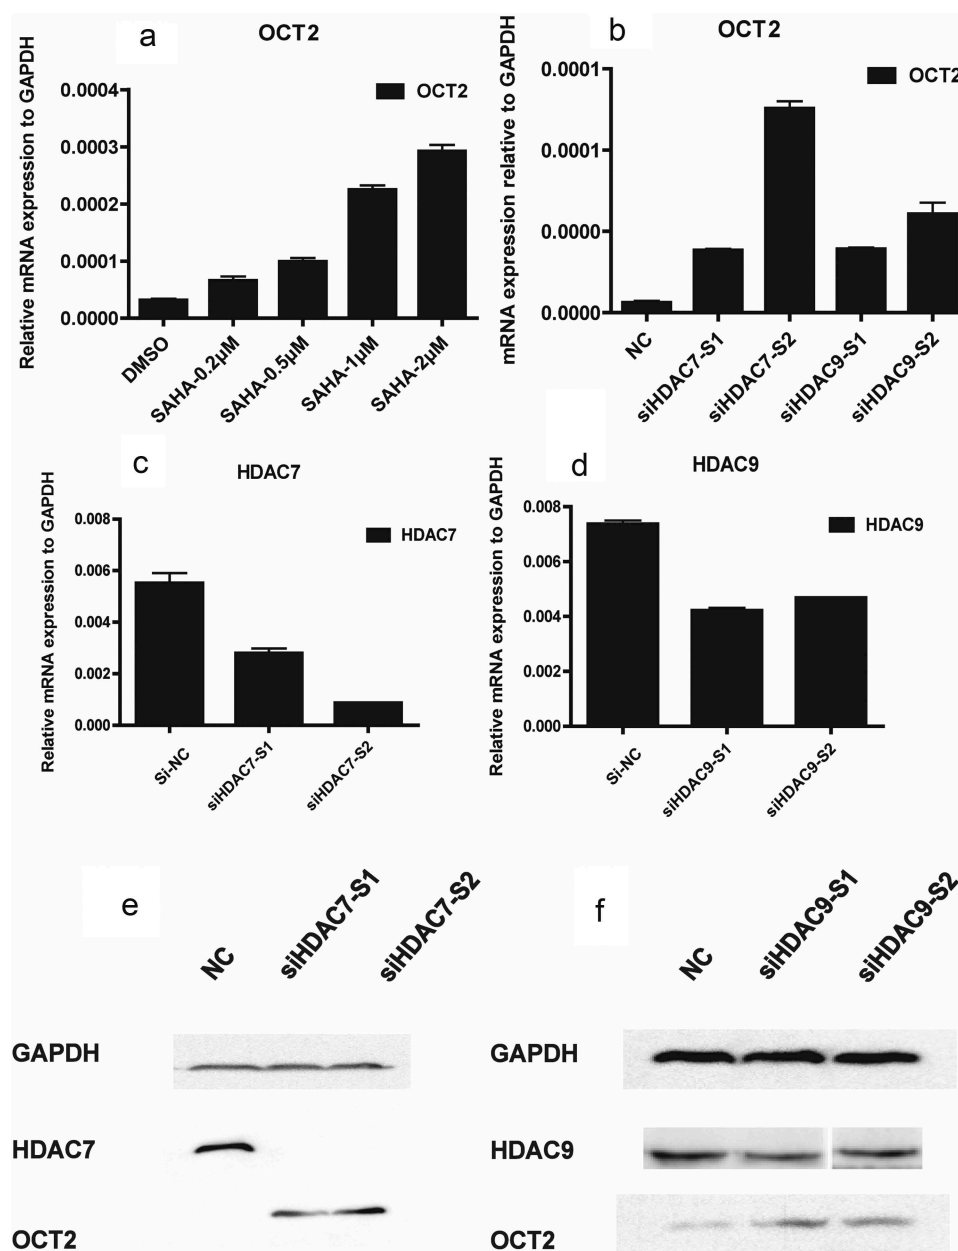 a
OCT2
Relative mRNA expression to GAPDH
OCT2
0.0004
0.0003
0.0002
0.0001
0.0000
DMSO
SAHA-0.2µM
SAHA-0.5µM
SAHA-1µM
SAHA-2µM
b
OCT2
mRNA expression relative to GAPDH
OCT2
0.0001
0.0001
0.0000
0.0000
NC
siHDAC7-S1
siHDAC7-S2
siHDAC9-S1
siHDAC9-S2
c
HDAC7
Relative mRNA expression to GAPDH
HDAC7
0.008
0.006
0.004
0.002
0.000
Si-NC
siHDAC7-S1
siHDAC7-S2
d
HDAC9
Relative mRNA expression to GAPDH
HDAC9
0.008
0.006
0.004
0.002
0.000
Si-NC
siHDAC9-S1
siHDAC9-S2
e
NC
siHDAC7-S1
siHDAC7-S2
GAPDH
HDAC7
OCT2
f
NC
siHDAC9-S1
siHDAC9-S2
GAPDH
HDAC9
OCT2